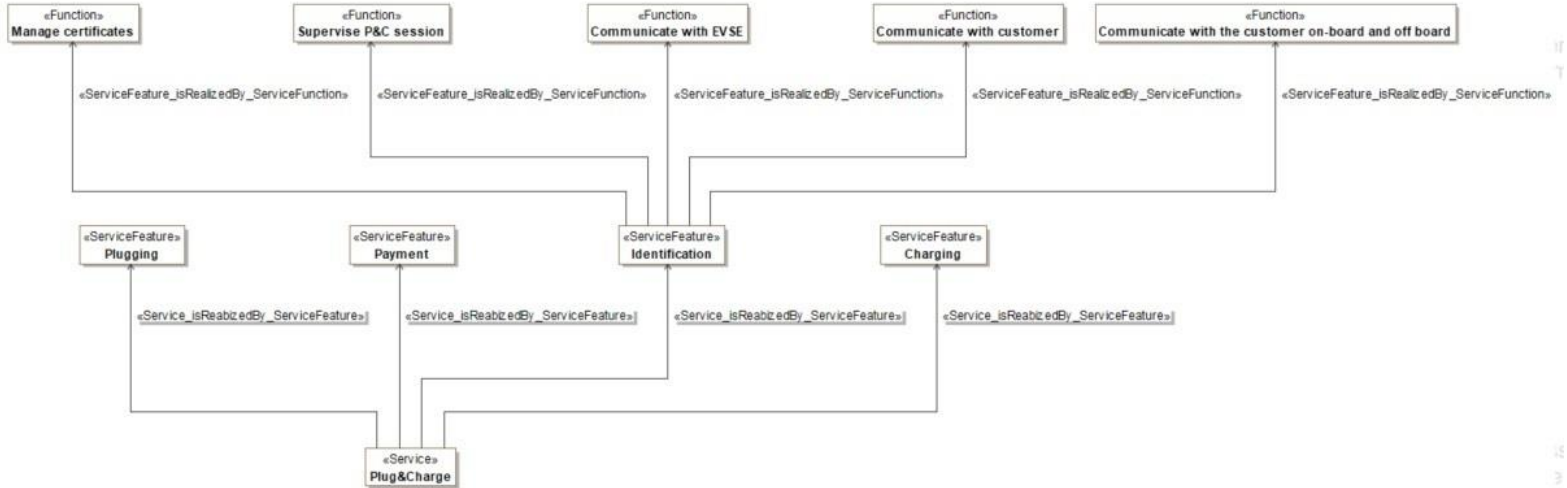 «Function»
Manage certificates
«Function»
Supervise P&C session
«Function»
Communicate with EVSE
«Function»
Communicate with customer
«Function»
Communicate with the customer on-board and off board
«ServiceFeature_isRealizedBy_ServiceFunction»
«ServiceFeature_isRealizedBy_ServiceFunction»
«ServiceFeature_isRealizedBy_ServiceFunction»
«ServiceFeature_isRealizedBy_ServiceFunction»
«ServiceFeature_isRealizedBy_ServiceFunction»
«ServiceFeature»
Plugging
«ServiceFeature»
Payment
«ServiceFeature»
Identification
«ServiceFeature»
Charging
«Service_isReabizedBy_ServiceFeature»
«Service_isReabizedBy_ServiceFeature»
«Service_isReabizedBy_ServiceFeature»
«Service_isReabizedBy_ServiceFeature»
«Service»
Plug&Charge